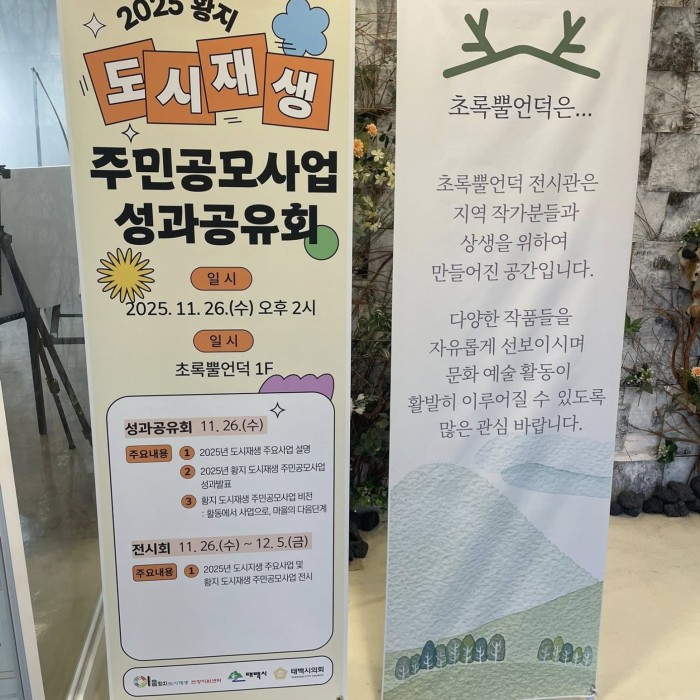 2025 황지
도시재생
주민공모사업
성과공유회
일 시
2025. 11. 26.(수) 오후 2시
일 시
초록뿔언덕 1F
성과공유회 11. 26.(수)
주요내용 1 2025년 도시재생 주요사업 설명
2 2025년 황지 도시재생 주민공모사업
성과발표
3 황지 도시재생 주민공모사업 비전
: 활동에서 사업으로, 마을의 다음단계
전시회 11. 26.(수) ~ 12. 5.(금)
주요내용 1 2025년 도시지생 주요사업 및
황지 도시재생 주민공모사업 전시
태백시
태백시의회
초록뿔언덕은...
초록뿔언덕 전시관은
지역 작가분들과
상생을 위하여
만들어진 공간입니다.
다양한 작품들을
자유롭게 선보이시며
문화 예술 활동이
활발히 이루어질 수 있도록
많은 관심 바랍니다.